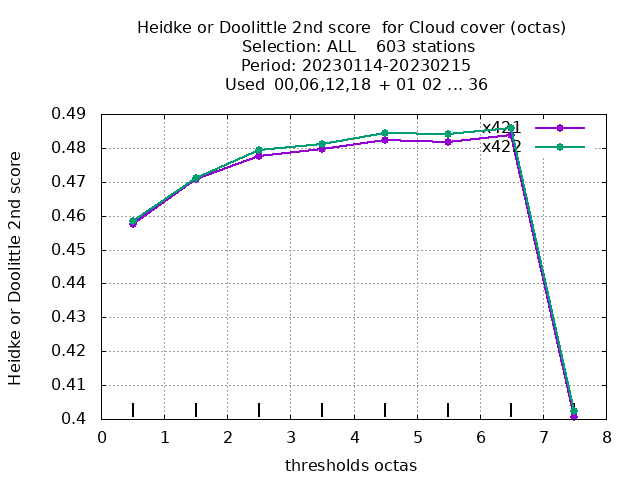 Heidke or Doolittle 2nd score  for Cloud cover (octas)
Selection: ALL    603 stations
Period: 20230114-20230215
Used  00,06,12,18 + 01 02 ... 36
Heidke or Doolittle 2nd score
0.49
0.48
0.47
0.46
0.45
0.44
0.43
0.42
0.41
0.4
x421
x422
0 1 2 3 4 5 6 7 8
thresholds octas